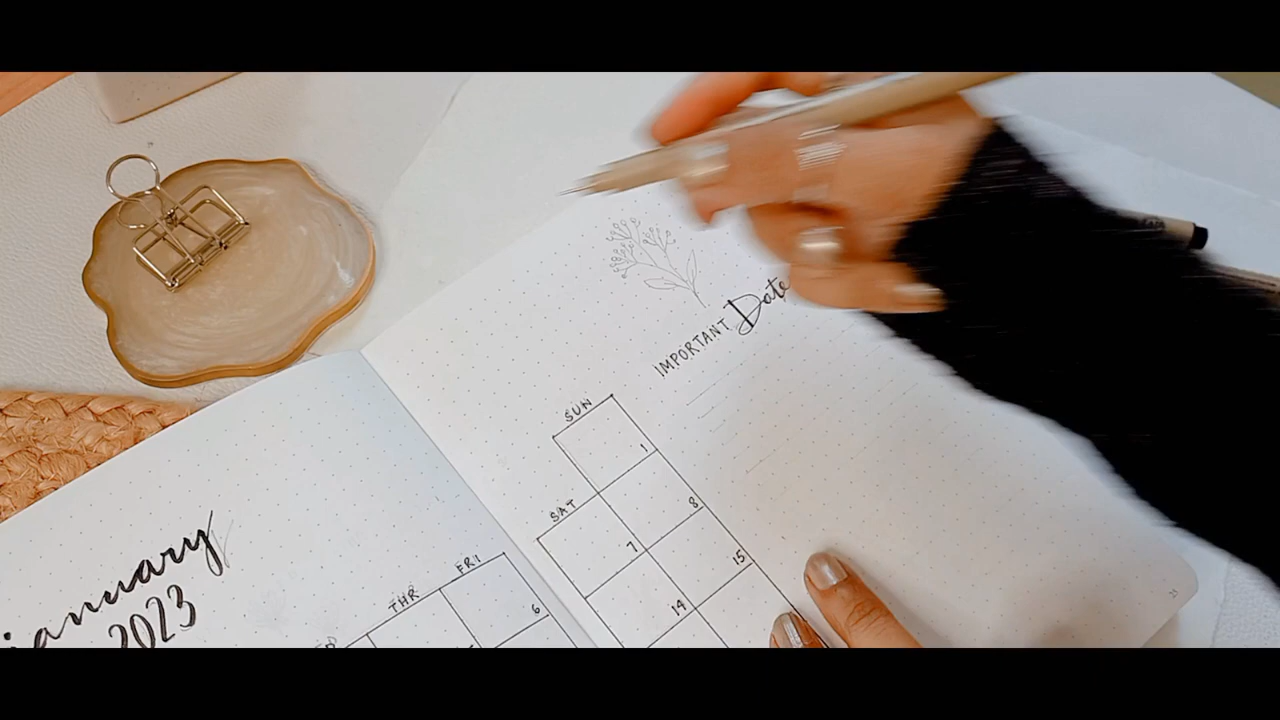 IMPORTANT Date
SUN
1
SAT
8
7
15
14
FRI
THR
6
january
2023